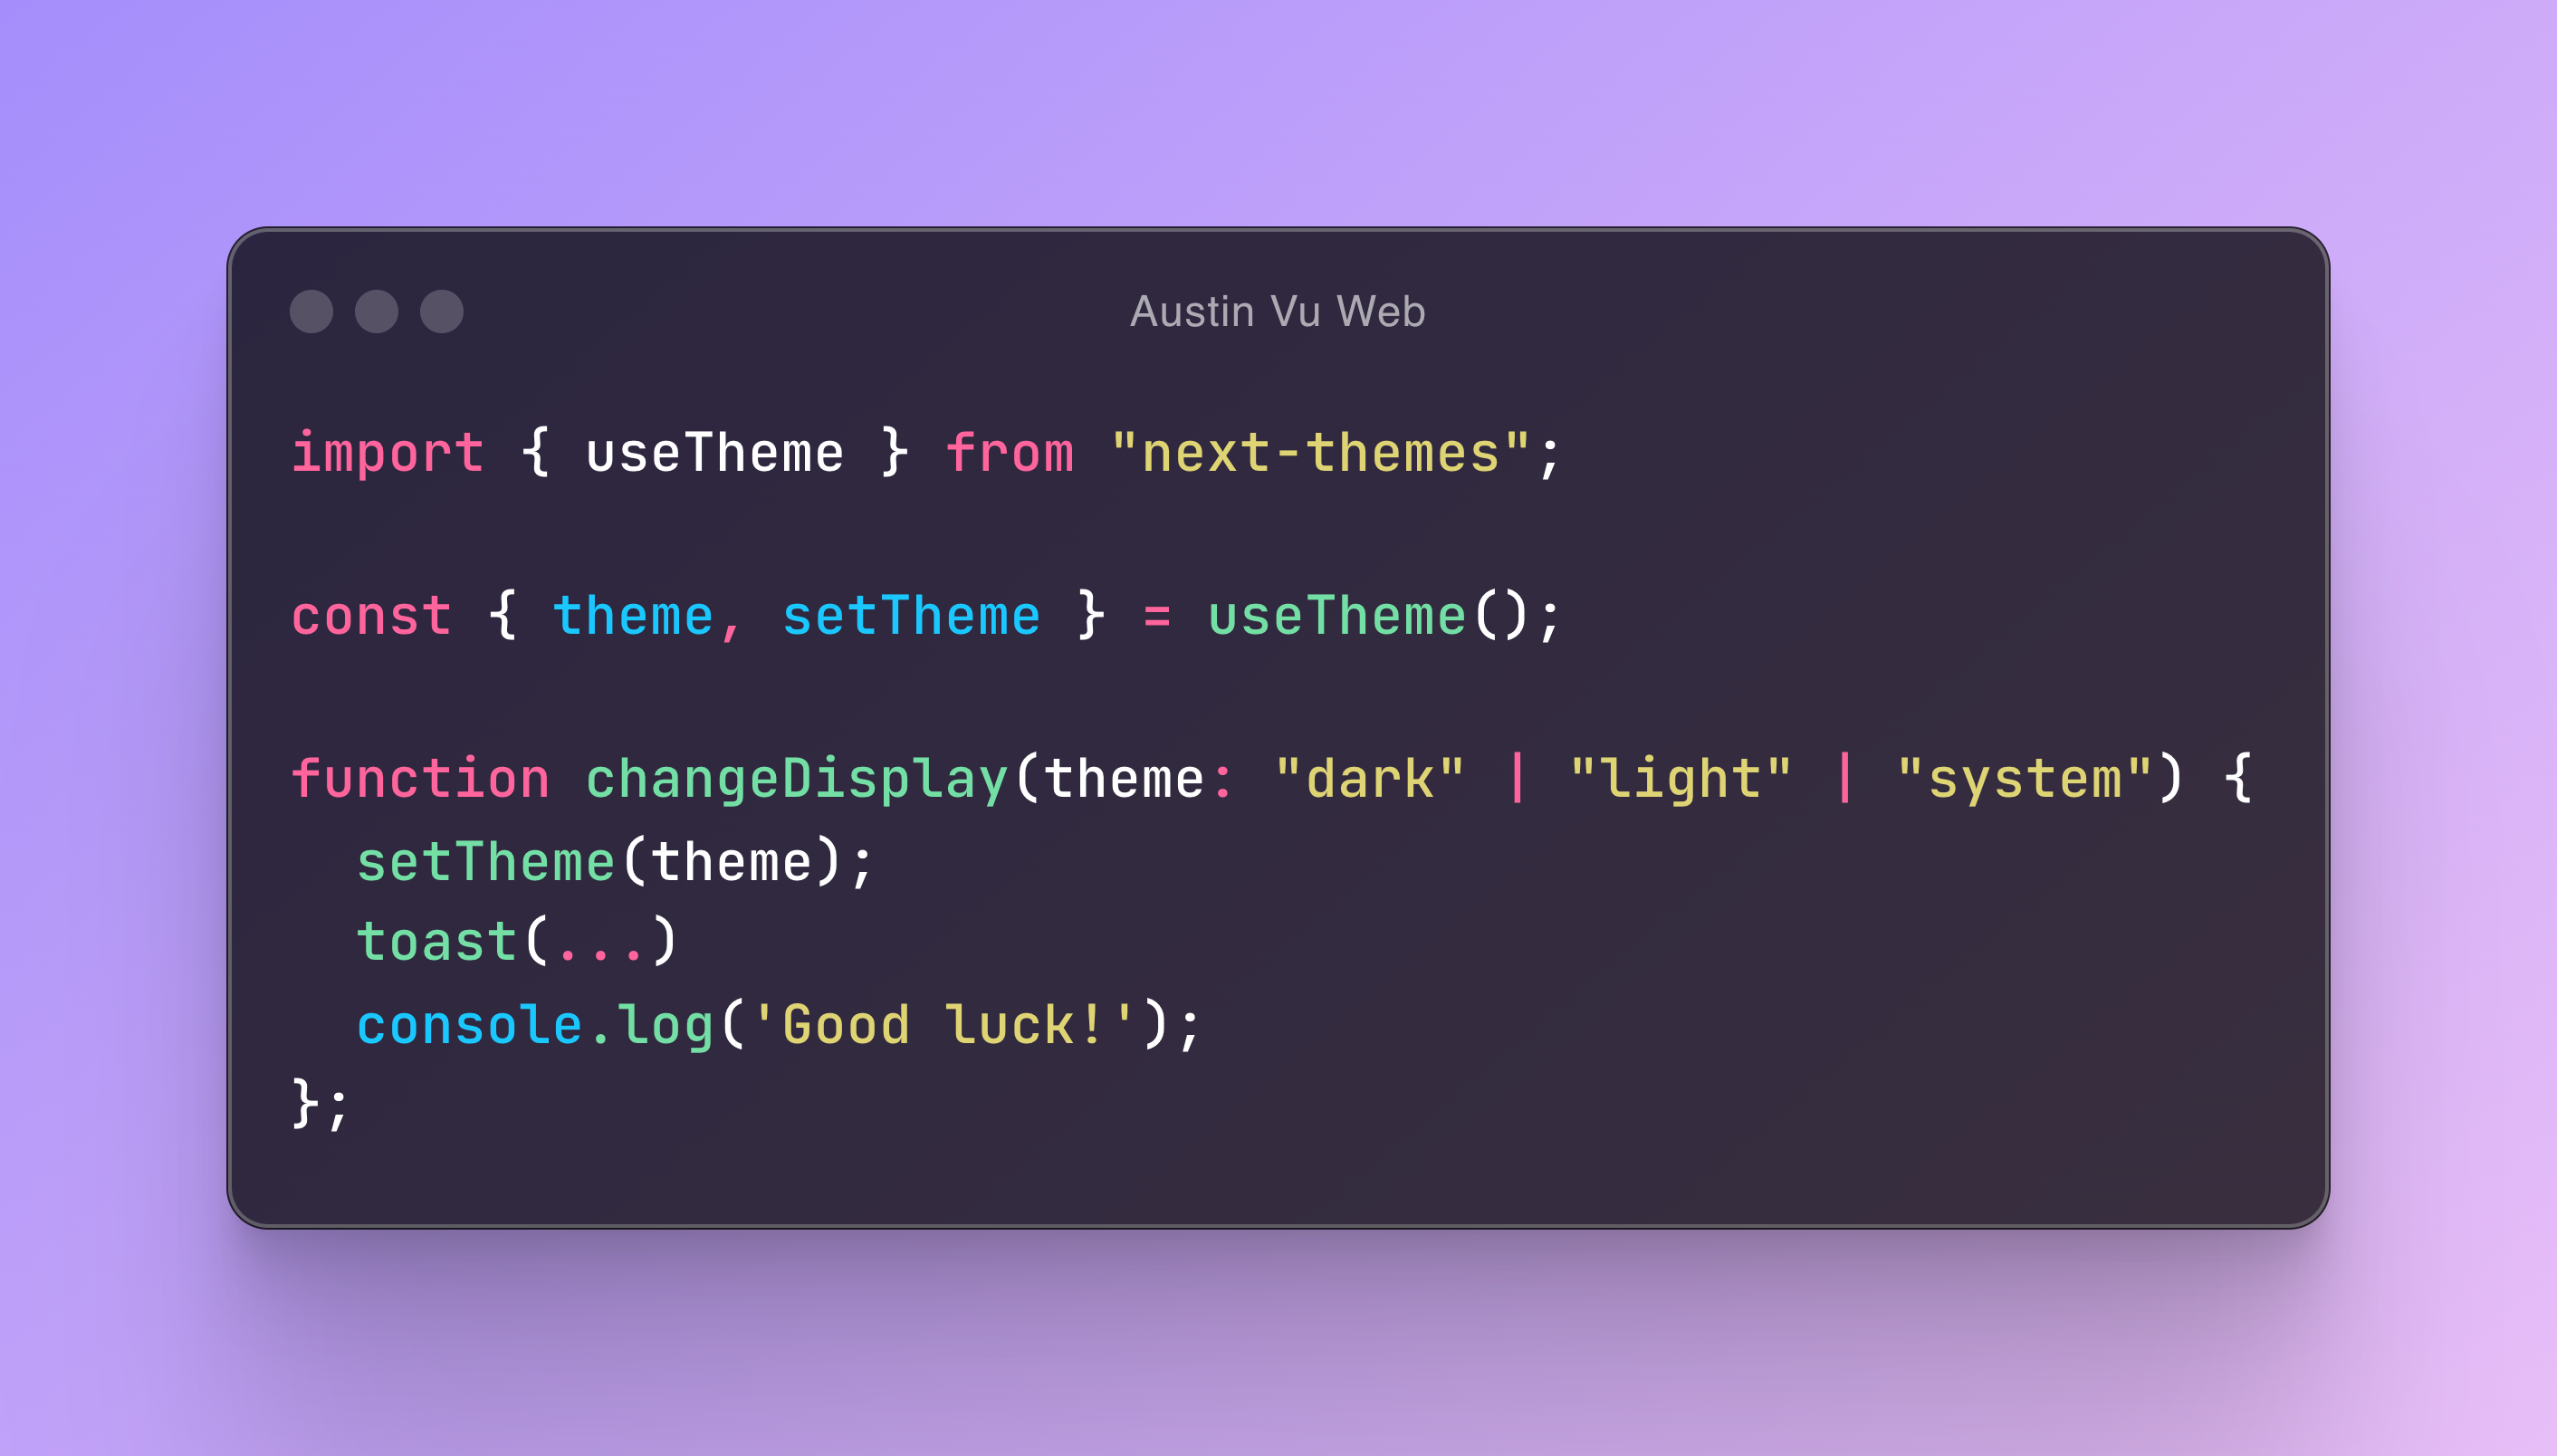 Austin Vu Web
import { useTheme } from "next-themes";
const { theme, setTheme } = useTheme();
function changeDisplay(theme: "dark" | "light" | "system") {
  setTheme(theme);
  toast(...)
  console.log('Good luck!');
};